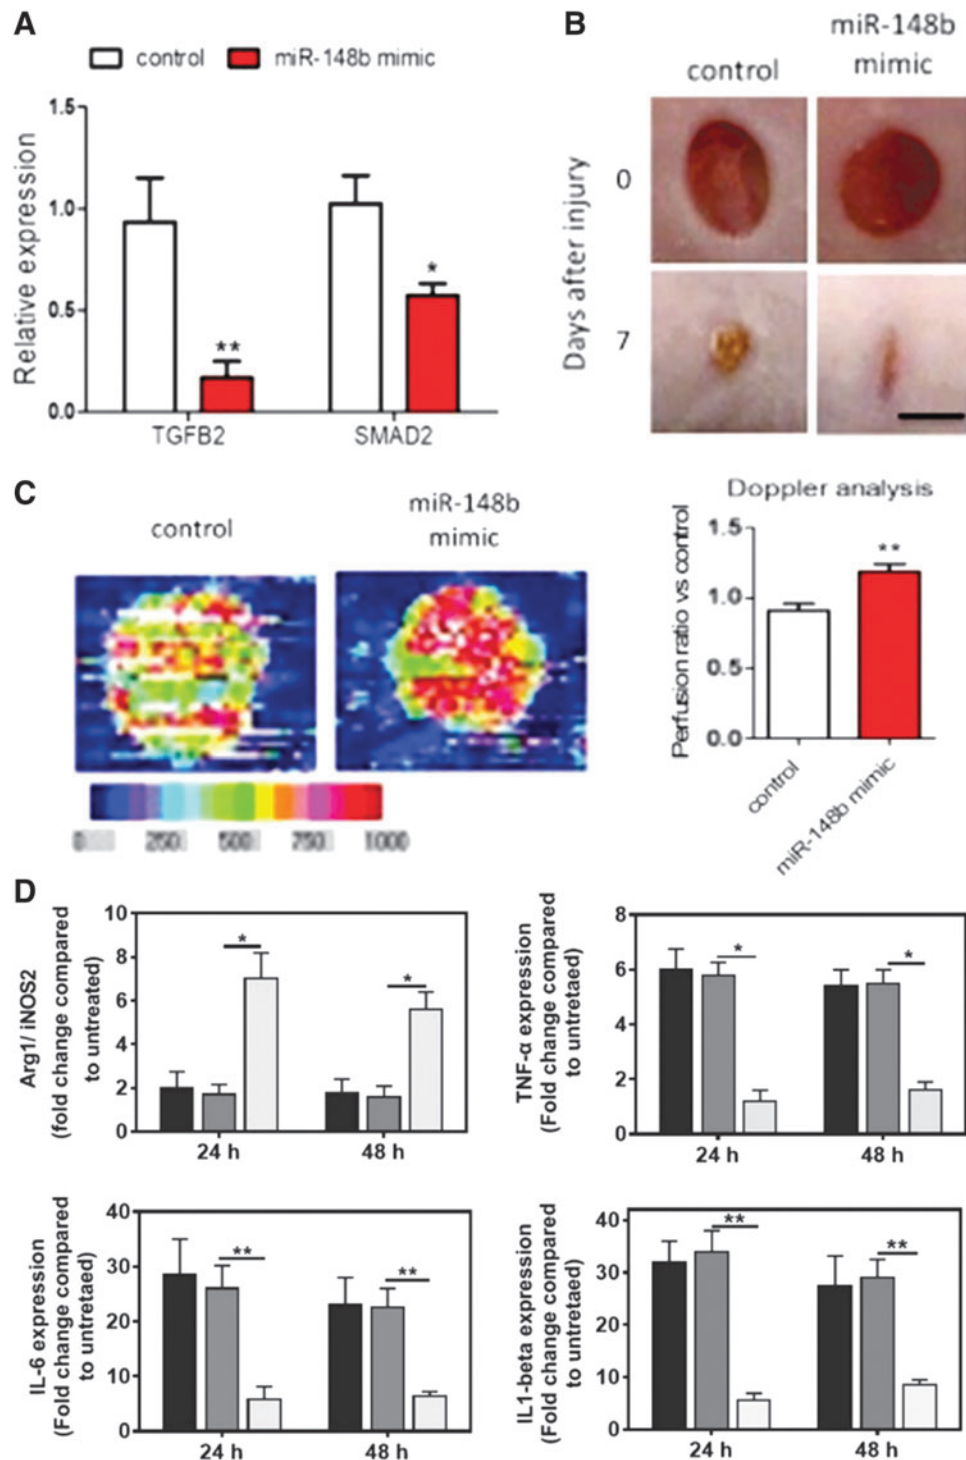 A
control
miR-148b mimic
Relative expression
1.5
1.0
0.5
0.0
**
*
TGFB2
SMAD2
B
control
miR-148b
mimic
Days after injury
0
7
C
control
miR-148b
mimic
0
250
500
750
1000
Doppler analysis
Perfusion ratio vs control
1.5
1.0
0.5
0.0
**
control
miR-148b mimic
D
Arg1/ iNOS2
(fold change compared
to untreated)
10
8
6
4
2
0
*
*
24 h
48 h
TNF-α expression
(Fold change compared
to untretaed)
8
6
4
2
0
*
*
24 h
48 h
IL-6 expression
(Fold change compared
to untretaed)
40
30
20
10
0
**
**
24 h
48 h
IL1-beta expression
(Fold change compared
to untretaed)
40
30
20
10
0
**
**
24 h
48 h